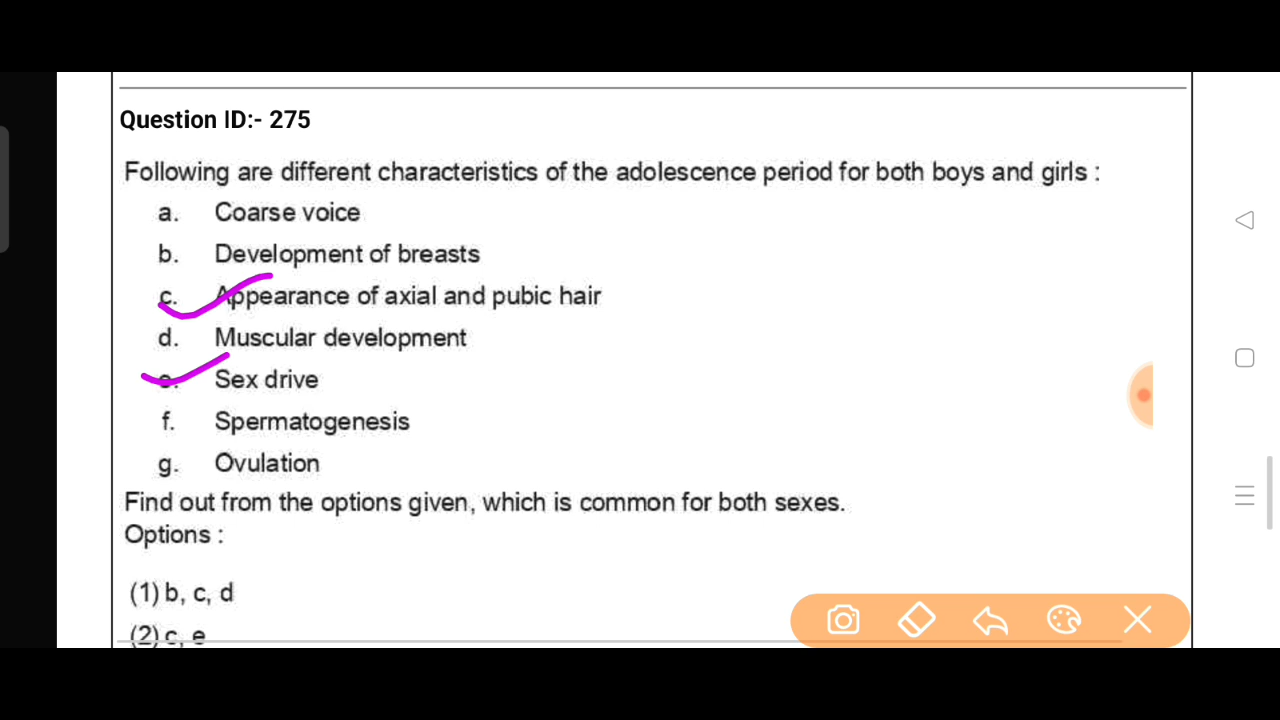 Question ID:- 275
Following are different characteristics of the adolescence period for both boys and girls :
a. Coarse voice
b. Development of breasts
c. Appearance of axial and pubic hair
d. Muscular development
e. Sex drive
f. Spermatogenesis
g. Ovulation
Find out from the options given, which is common for both sexes.
Options :
(1) b, c, d
(2) c, e